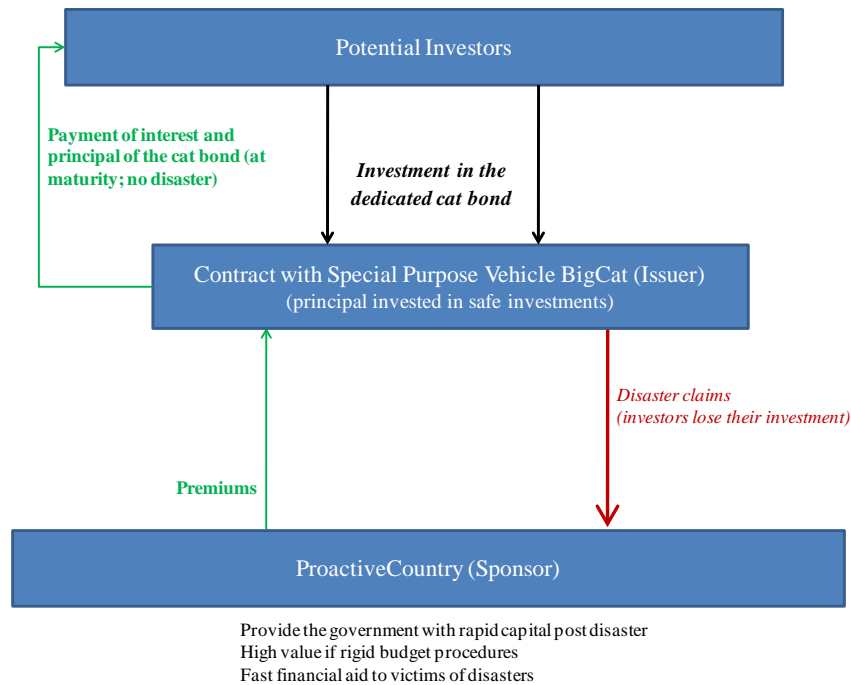 Potential Investors
Payment of interest and
principal of the cat bond (at
maturity; no disaster)
Investment in the
dedicated cat bond
Contract with Special Purpose Vehicle BigCat (Issuer)
(principal invested in safe investments)
Disaster claims
(investors lose their investment)
Premiums
ProactiveCountry (Sponsor)
Provide the government with rapid capital post disaster
High value if rigid budget procedures
Fast financial aid to victims of disasters